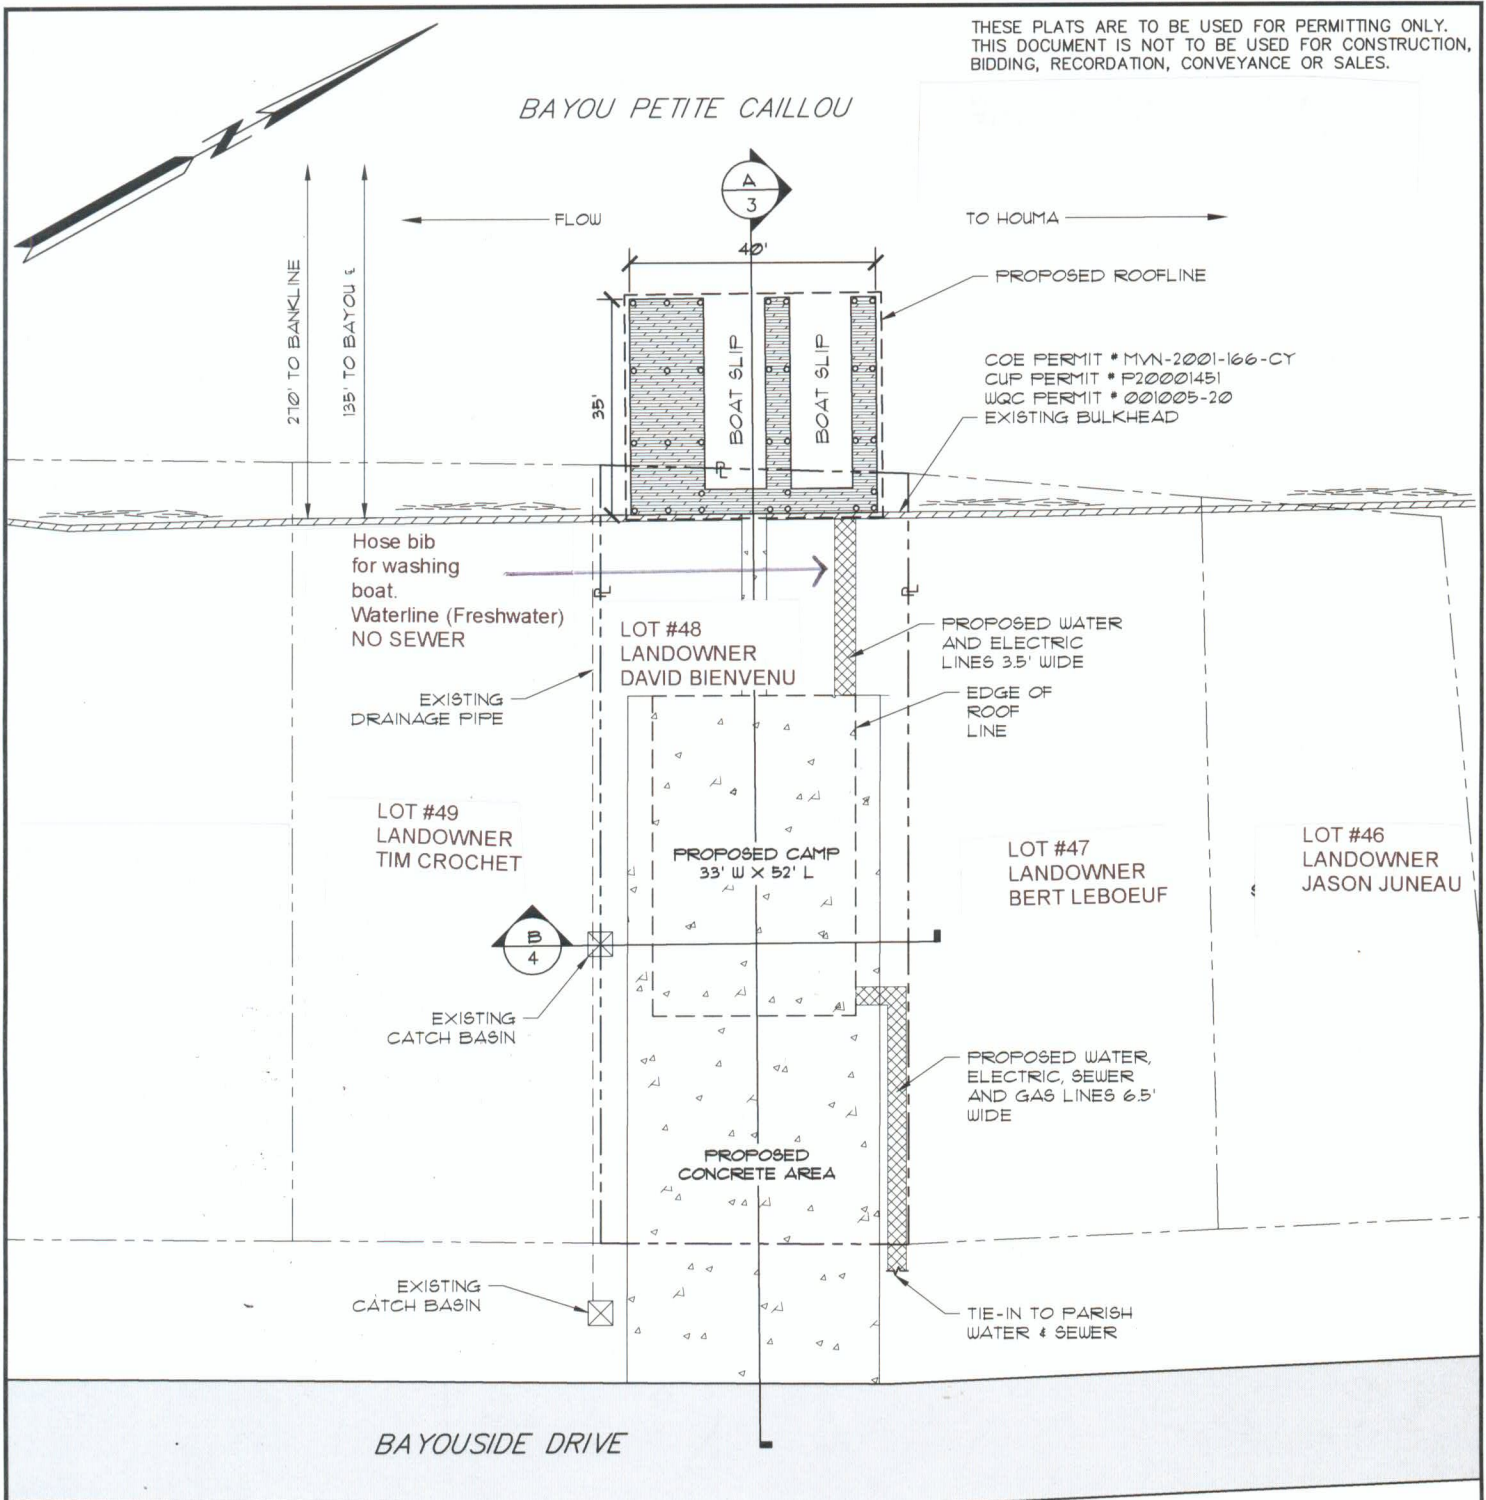 THESE PLATS ARE TO BE USED FOR PERMITTING ONLY.
THIS DOCUMENT IS NOT TO BE USED FOR CONSTRUCTION,
BIDDING, RECORDATION, CONVEYANCE OR SALES.
BAYOU PETITE CAILLOU
N
A
3
FLOW
TO HOUMA
40'
PROPOSED ROOFLINE
270' TO BANKLINE
135' TO BAYOU ℄
35'
BOAT SLIP
BOAT SLIP
COE PERMIT # MVN-2001-166-CY
CUP PERMIT # P20001451
WQC PERMIT # 001005-20
EXISTING BULKHEAD
PL
Hose bib
for washing
boat.
Waterline (Freshwater)
NO SEWER
PL
PL
LOT #48
LANDOWNER
DAVID BIENVENU
PROPOSED WATER
AND ELECTRIC
LINES 3.5' WIDE
EXISTING
DRAINAGE PIPE
EDGE OF
ROOF
LINE
LOT #49
LANDOWNER
TIM CROCHET
PROPOSED CAMP
33' W X 52' L
LOT #47
LANDOWNER
BERT LEBOEUF
LOT #46
LANDOWNER
JASON JUNEAU
B
4
EXISTING
CATCH BASIN
PROPOSED WATER,
ELECTRIC, SEWER
AND GAS LINES 6.5'
WIDE
PROPOSED
CONCRETE AREA
EXISTING
CATCH BASIN
TIE-IN TO PARISH
WATER & SEWER
BAYOUSIDE DRIVE